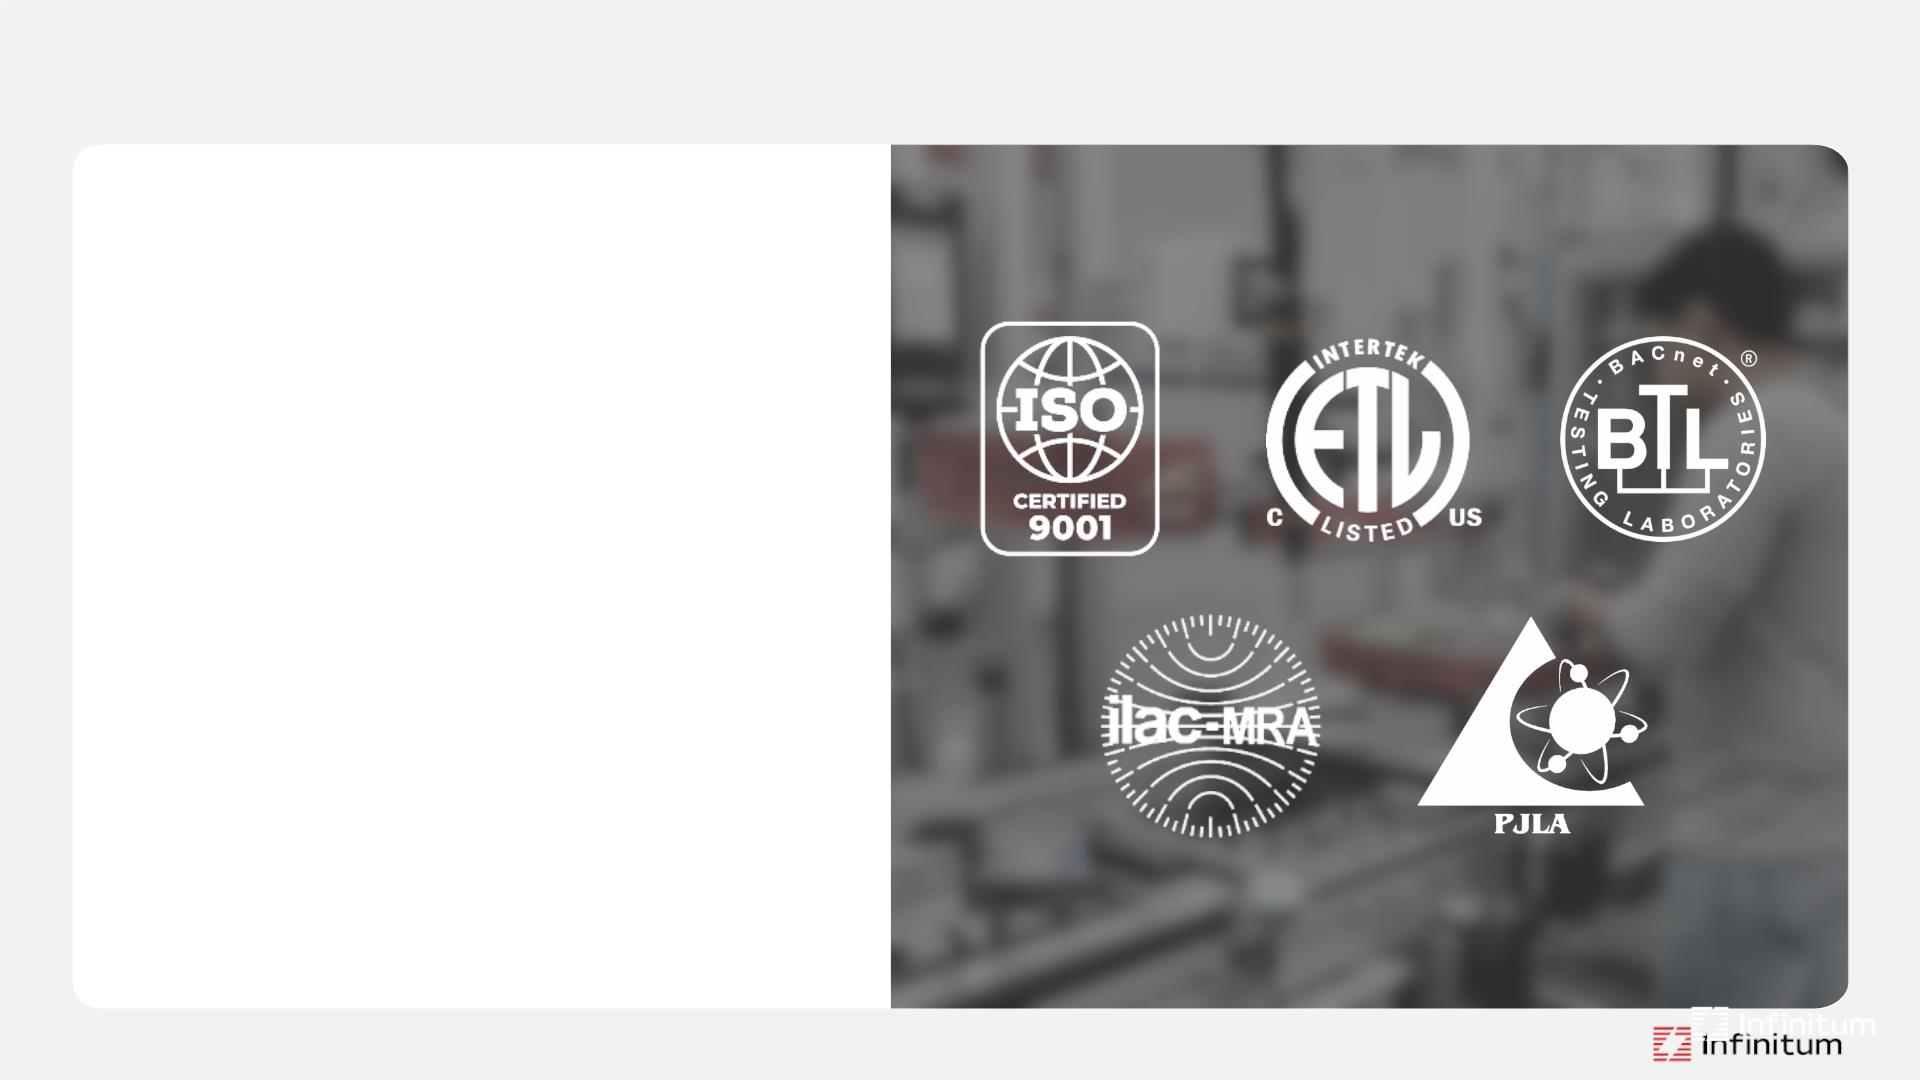 ISO
CERTIFIED
9001
INTERTEK
ETL
C LISTED US
BACnet ®
BTL
TESTING LABORATORIES
ilac-MRA
PJLA
Infinitum
infinitum